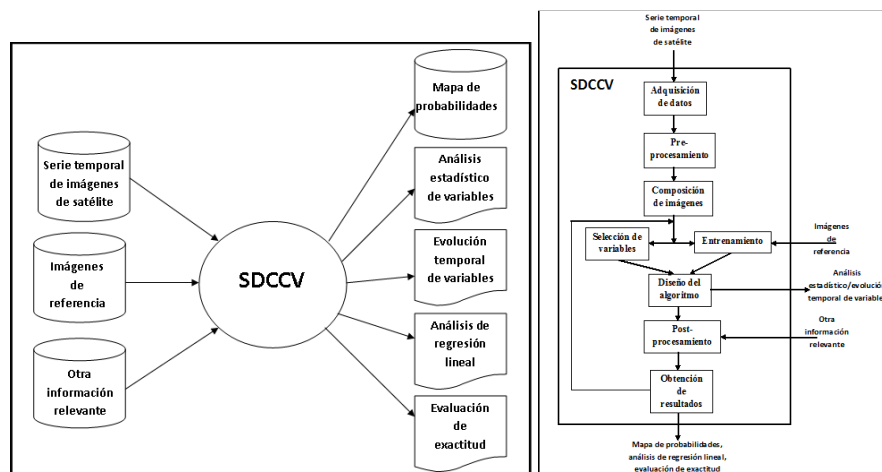 Serie temporal
de imágenes
de satélite
Imágenes
de
referencia
Otra
información
relevante
SDCCV
Mapa de
probabilidades
Análisis
estadístico
de variables
Evolución
temporal
de variables
Análisis de
regresión
lineal
Evaluación
de
exactitud
Serie temporal
de imágenes
de satélite
SDCCV
Adquisición
de datos
Pre-
procesamiento
Composición
de imágenes
Selección de
variables
Entrenamiento
Imágenes
de
referencia
Diseño del
algoritmo
Análisis
estadístico/evolución
temporal de variable
Post-
procesamiento
Otra
información
relevante
Obtención
de
resultados
Mapa de probabilidades,
análisis de regresión lineal,
evaluación de exactitud